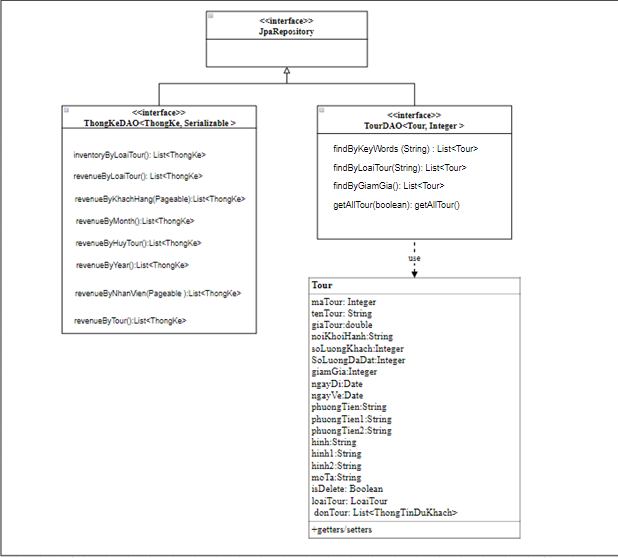 <<interface>>
JpaRepository
<<interface>>
ThongKeDAO<ThongKe, Serializable >
inventoryByLoaiTour(): List<ThongKe>
revenueByLoaiTour(): List<ThongKe>
revenueByKhachHang(Pageable):List<ThongKe>
revenueByMonth():List<ThongKe>
revenueByHuyTour():List<ThongKe>
revenueByYear():List<ThongKe>
revenueByNhanVien(Pageable ):List<ThongKe>
revenueByTour():List<ThongKe>
<<interface>>
TourDAO<Tour, Integer >
findByKeyWords (String) : List<Tour>
findByLoaiTour(String): List<Tour>
findByGiamGia(): List<Tour>
getAllTour(boolean): getAllTour()
use
Tour
maTour: Integer
tenTour: String
giaTour:double
noiKhoiHanh:String
soLuongKhach:Integer
SoLuongDaDat:Integer
giamGia:Integer
ngayDi:Date
ngayVe:Date
phuongTien:String
phuongTien1:String
phuongTien2:String
hinh:String
hinh1:String
hinh2:String
moTa:String
isDelete: Boolean
loaiTour: LoaiTour
donTour: List<ThongTinDuKhach>
+getters/setters